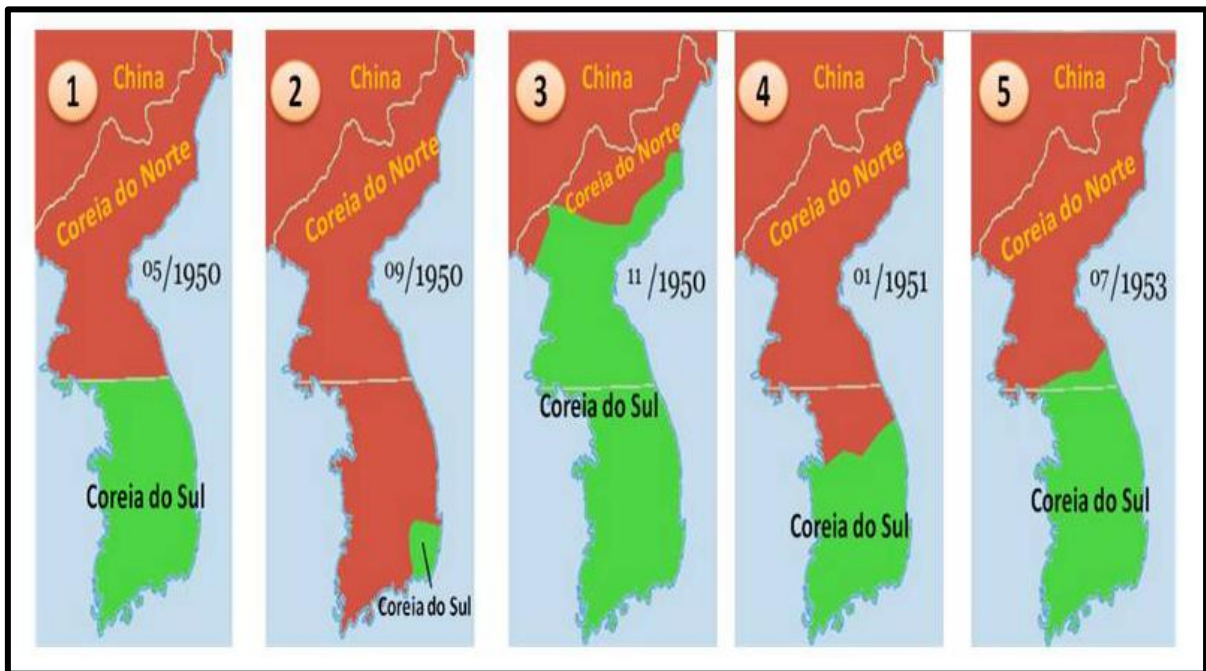 1
China
Coreia do Norte
05/1950
Coreia do Sul
2
China
Coreia do Norte
09/1950
Coreia do Sul
3
China
Coreia do Norte
11 /1950
Coreia do Sul
4
China
Coreia do Norte
01/1951
Coreia do Sul
5
China
Coreia do Norte
07/1953
Coreia do Sul